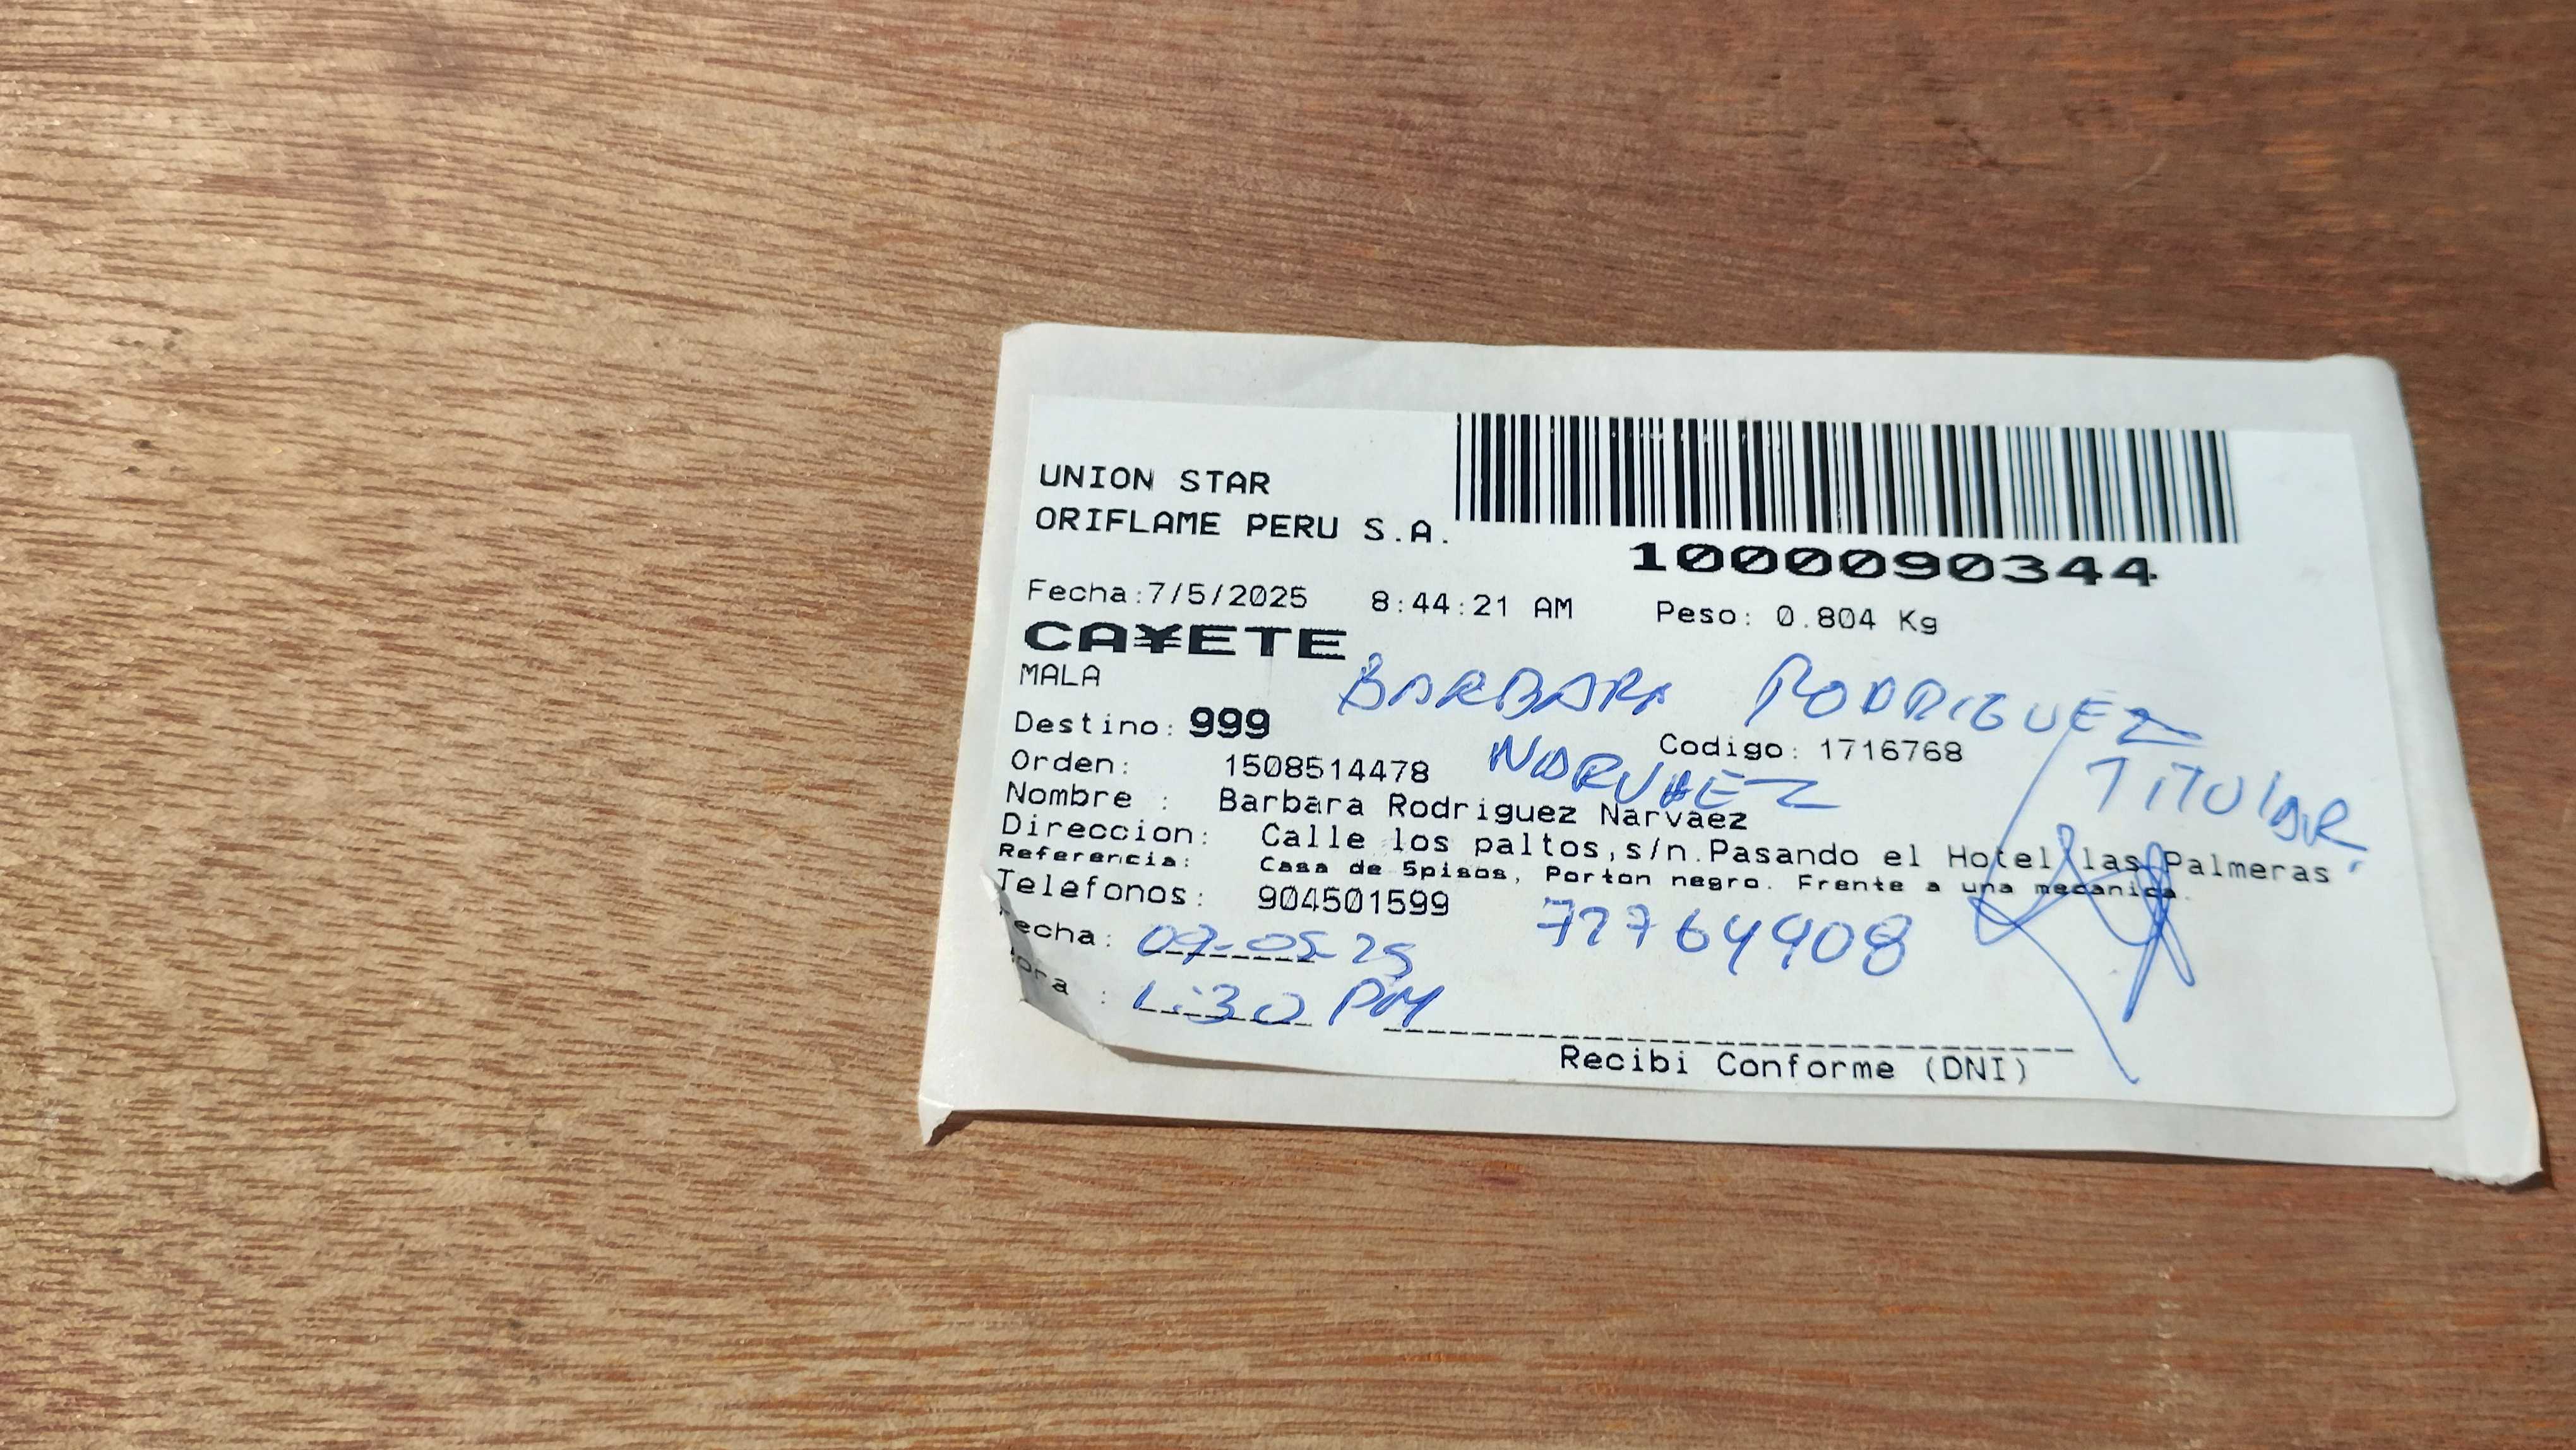 UNION STAR
ORIFLAME PERU S.A.
1000090344
Fecha:7/5/2025 8:44:21 AM Peso: 0.804 Kg
CA¥ETE
MALA
BARBARA RODRIGUEZ
Destino: 999
NARVAEZ
Codigo: 1716768
TITULAR
Orden: 1508514478
Nombre : Barbara Rodriguez Narvaez
Direccion: Calle los paltos,s/n.Pasando el Hotel las Palmeras
Referencia: Casa de 5pisos, Porton negro. Frente a una mecanica.
Telefonos: 904501599
77764908
echa: 09-05-25
ora : 1:30 PM
Recibi Conforme (DNI)